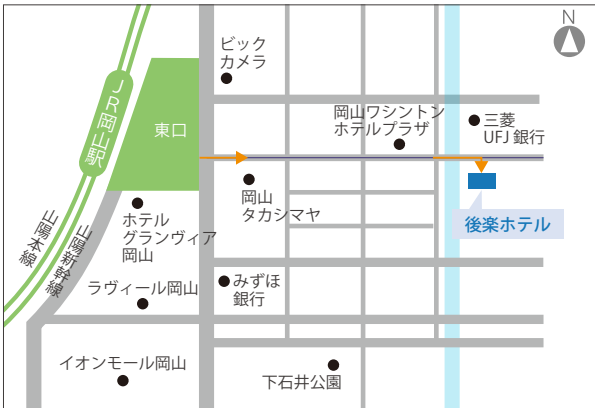 N
ビック
カメラ
JR岡山駅
東口
岡山ワシントン
ホテルプラザ
三菱
UFJ 銀行
岡山
タカシマヤ
ホテル
グランヴィア
岡山
後楽ホテル
山陽本線
山陽新幹線
みずほ
銀行
ラヴィール岡山
イオンモール岡山
下石井公園